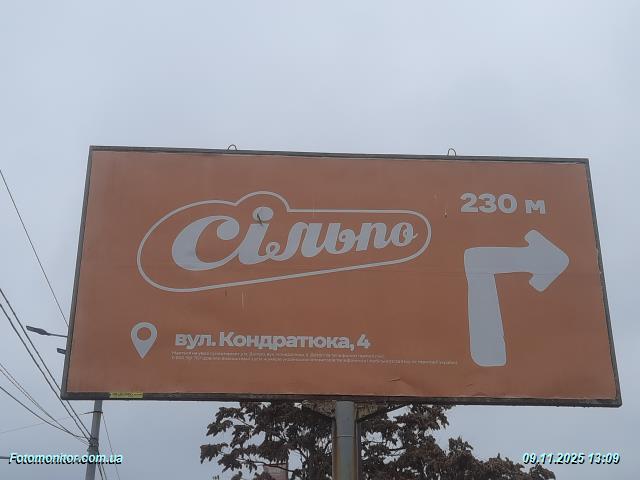 230 м
Сільпо
вул. Кондратюка, 4
Fotomonitor.com.ua
09.11.2025 13:09